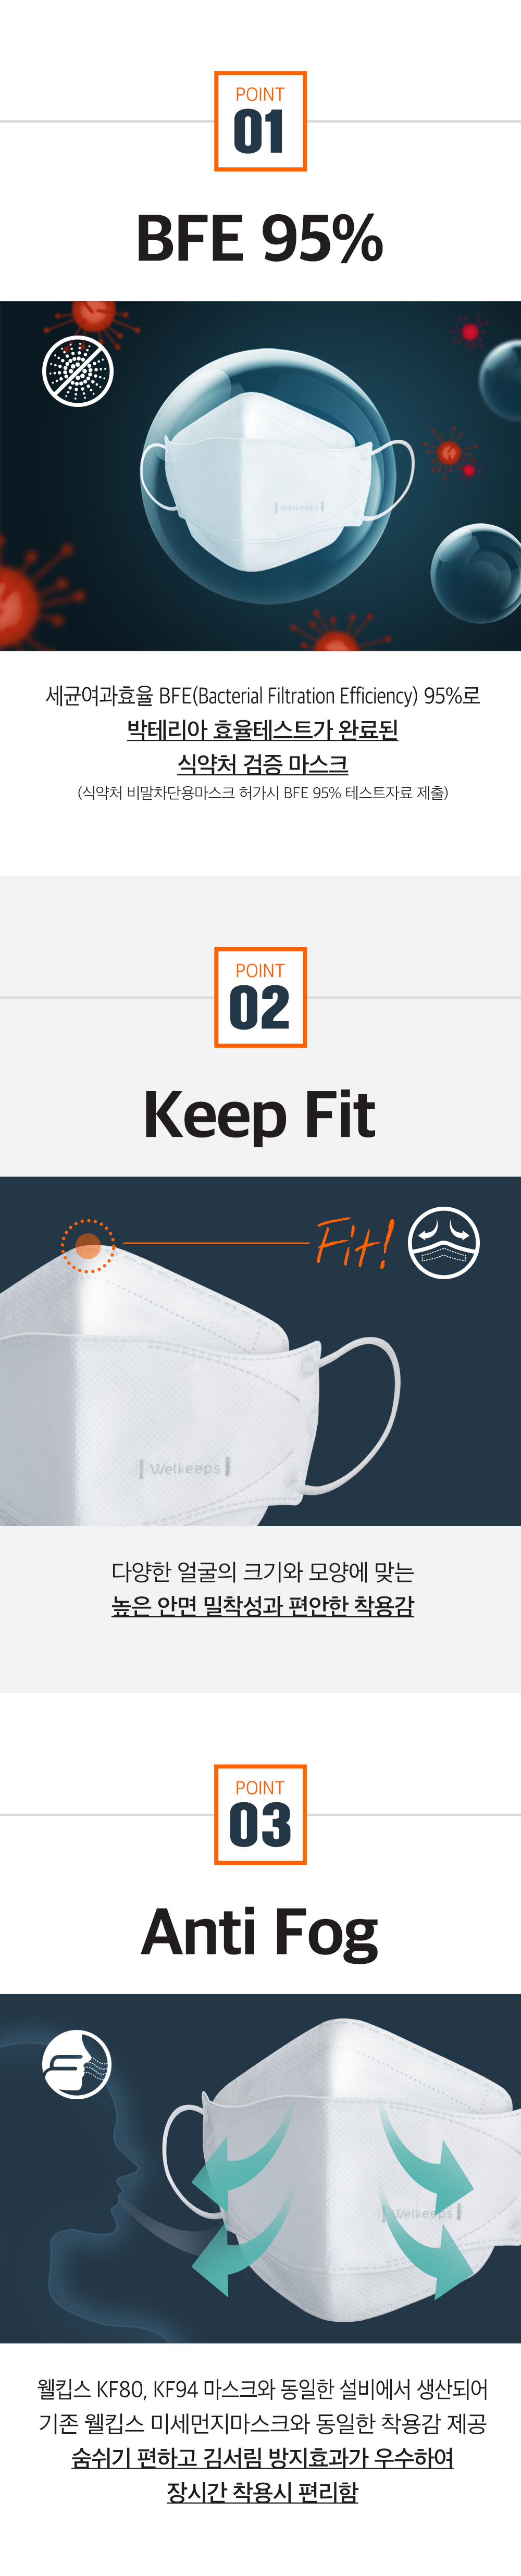 POINT
01
BFE 95%
Welkeeps
세균여과효율 BFE(Bacterial Filtration Efficiency) 95%로
박테리아 효율테스트가 완료된
식약처 검증 마스크
(식약처 비말차단용마스크 허가시 BFE 95% 테스트자료 제출)
POINT
02
Keep Fit
Fit!
Welkeeps
다양한 얼굴의 크기와 모양에 맞는
높은 안면 밀착성과 편안한 착용감
POINT
03
Anti Fog
Welkeeps
웰킵스 KF80, KF94 마스크와 동일한 설비에서 생산되어
기존 웰킵스 미세먼지마스크와 동일한 착용감 제공
숨쉬기 편하고 김서림 방지효과가 우수하여
장시간 착용시 편리함